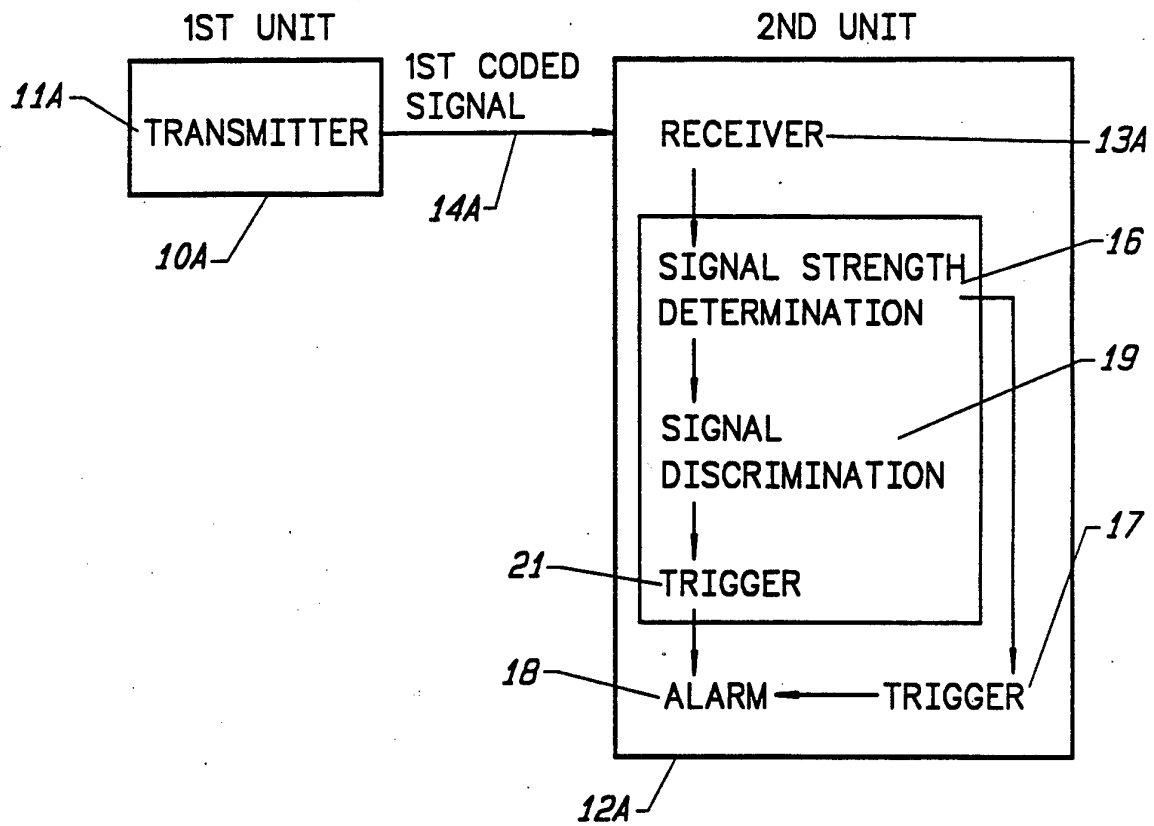 1ST UNIT
2ND UNIT
11A
TRANSMITTER
1ST CODED
SIGNAL
14A
10A
RECEIVER
13A
SIGNAL STRENGTH
DETERMINATION
16
SIGNAL
DISCRIMINATION
19
21
TRIGGER
17
18
ALARM
TRIGGER
12A